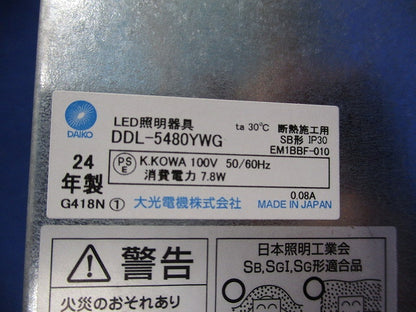 DAIKO
LED照明器具
DDL-5480YWG
ta 30℃ 断熱施工用
SB形 IP30
EM1BBF-010
24年製
PSE K.KOWA 100V 50/60Hz
消費電力 7.8W
0.08A
G418N ① 大光電機株式会社 MADE IN JAPAN
警告
火災のおそれあり
日本照明工業会
SB,SGI,SG形適合品